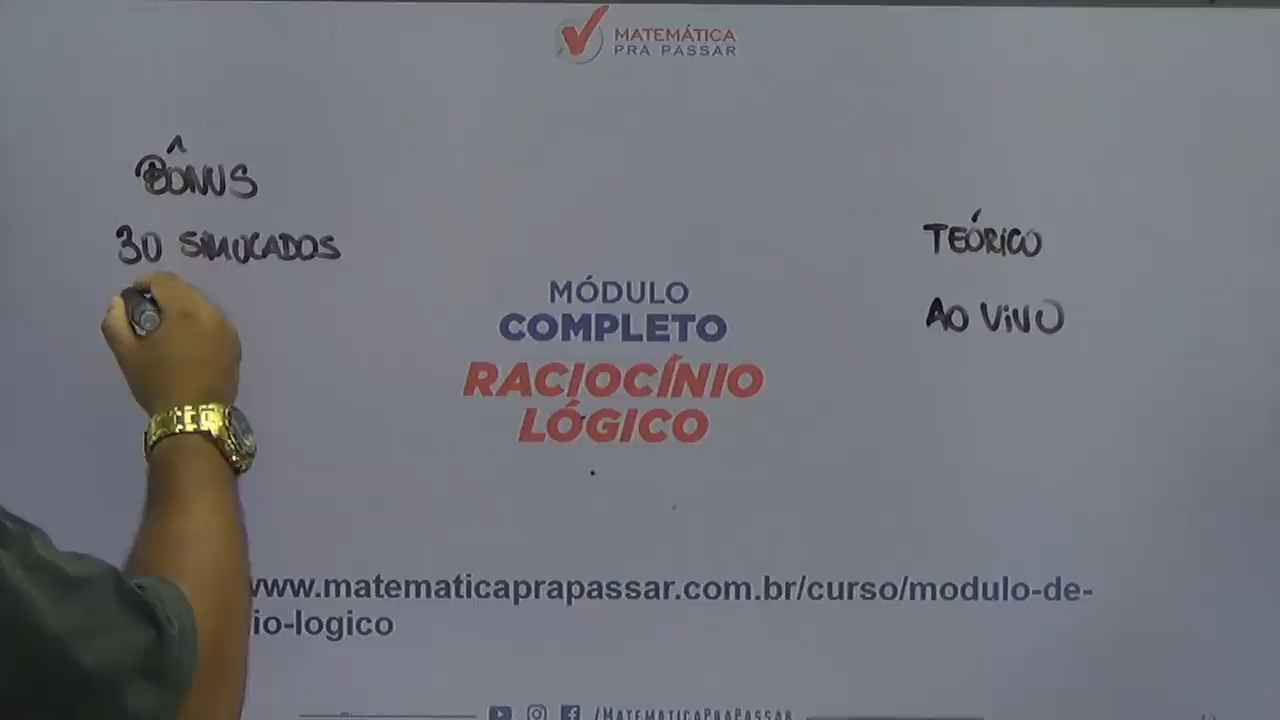 MATEMÁTICA
PRA PASSAR
BÔNUS
30 SIMULADOS
TEÓRICO
AO VIVO
MÓDULO
COMPLETO
RACIOCÍNIO
LÓGICO
www.matematicaprapassar.com.br/curso/modulo-de-
io-logico
/MATEMATICAPRAPASSAR